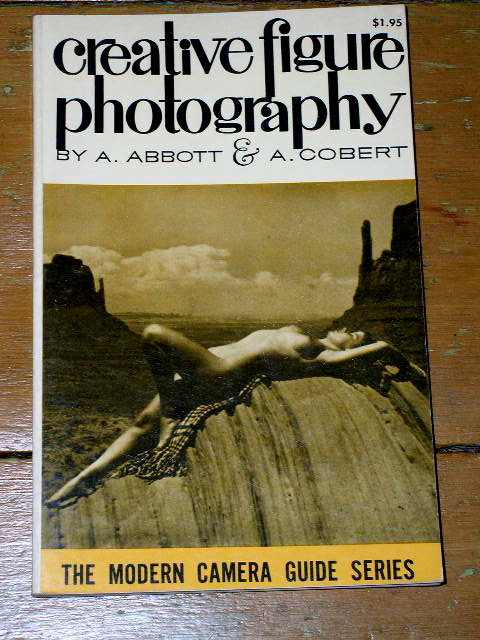 $1.95
creative figure
photography
BY A. ABBOTT & A. COBERT
THE MODERN CAMERA GUIDE SERIES